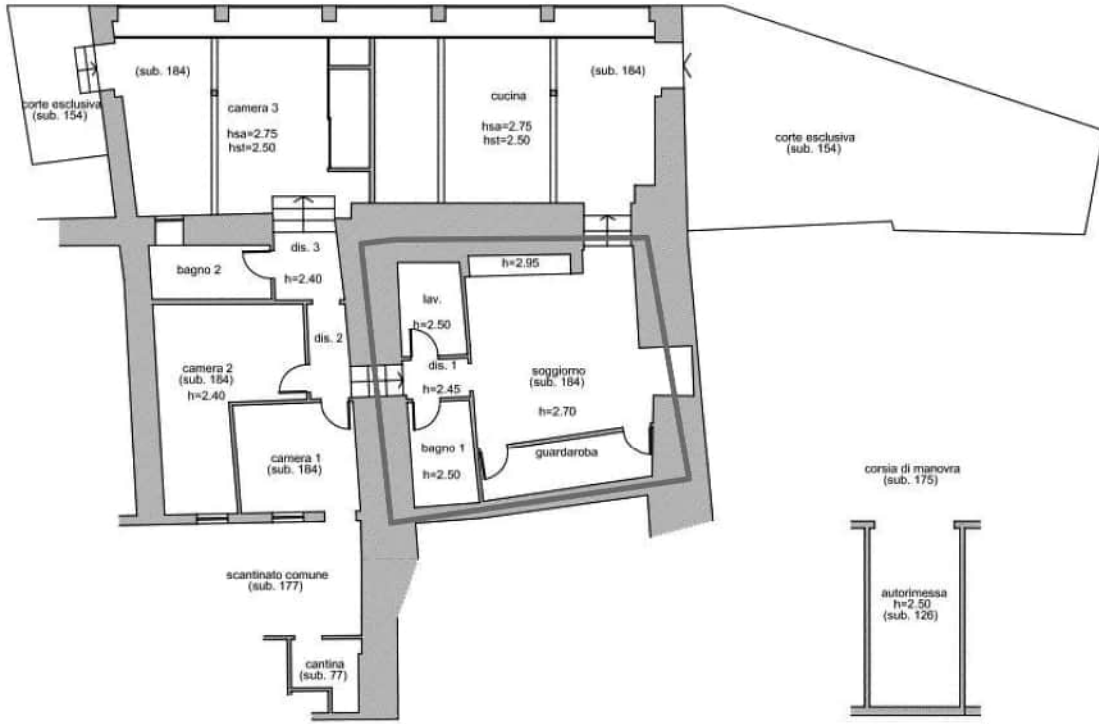 (sub. 184)
camera 3
hsa=2.75
hst=2.50
cucina
hsa=2.75
hst=2.50
(sub. 184)
corte esclusiva
(sub. 154)
corte esclusiva
(sub. 154)
dis. 3
h=2.40
bagno 2
h=2.95
lav.
h=2.50
dis. 2
camera 2
(sub. 184)
h=2.40
dis. 1
h=2.45
soggiorno
(sub. 184)
h=2.70
camera 1
(sub. 184)
bagno 1
h=2.50
guardaroba
corsia di manovra
(sub. 175)
scantinato comune
(sub. 177)
autorimessa
h=2.50
(sub. 126)
cantina
(sub. 77)